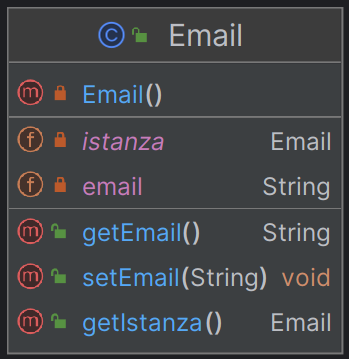 C Email
m Email()
f istanza Email
f email String
m getEmail() String
m setEmail(String) void
m getIstanza() Email